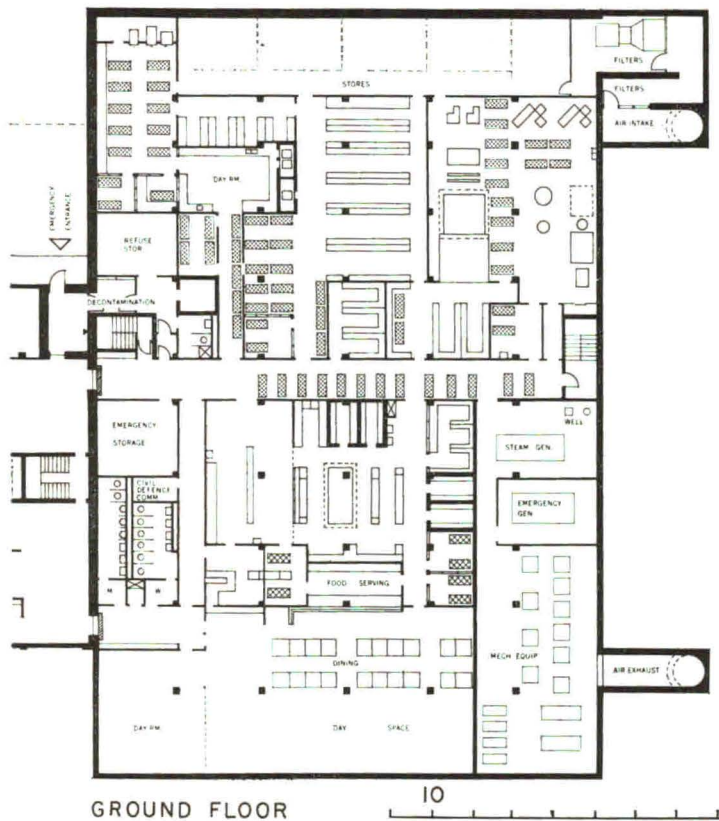 FILTERS
STORES
FILTERS
AIR INTAKE
DAY RM.
EMERGENCY
ENTRANCE
REFUSE
STOR
DECONTAMINATION
EMERGENCY
STORAGE
WELL
STEAM GEN.
CIVIL
DEFENCE
COMM.
EMERGENCY
GEN
M
W
FOOD SERVING
MECH EQUIP
DINING
AIR EXHAUST
DAY RM.
DAY SPACE
GROUND FLOOR
10